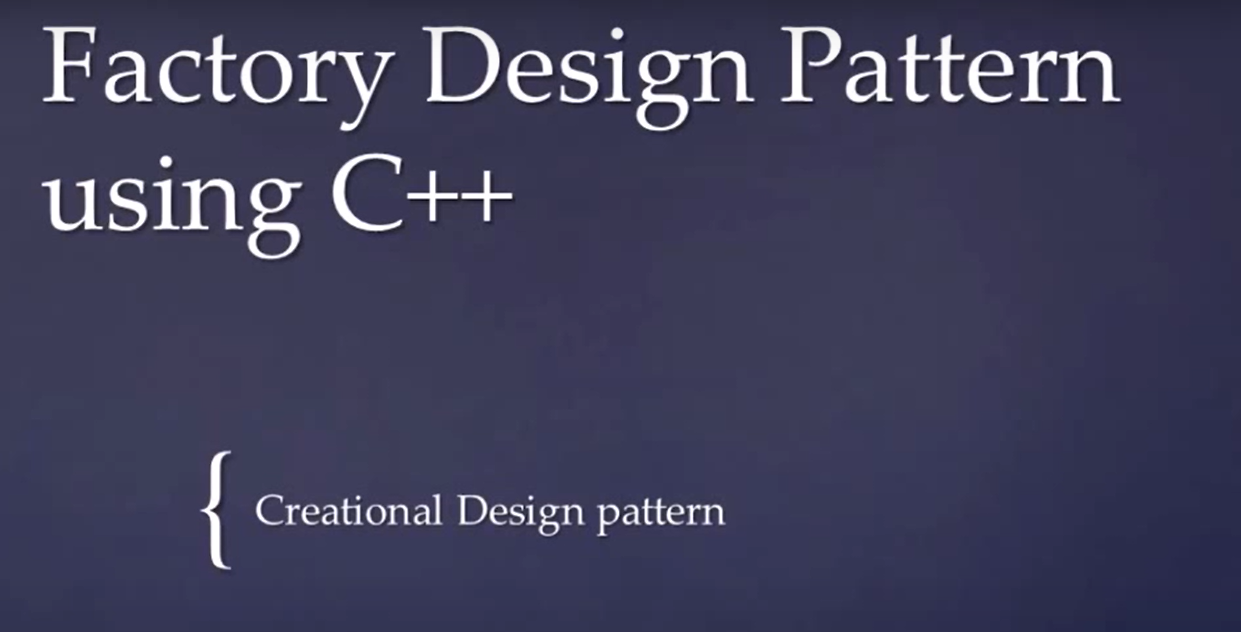 Factory Design Pattern
using C++
{ Creational Design pattern